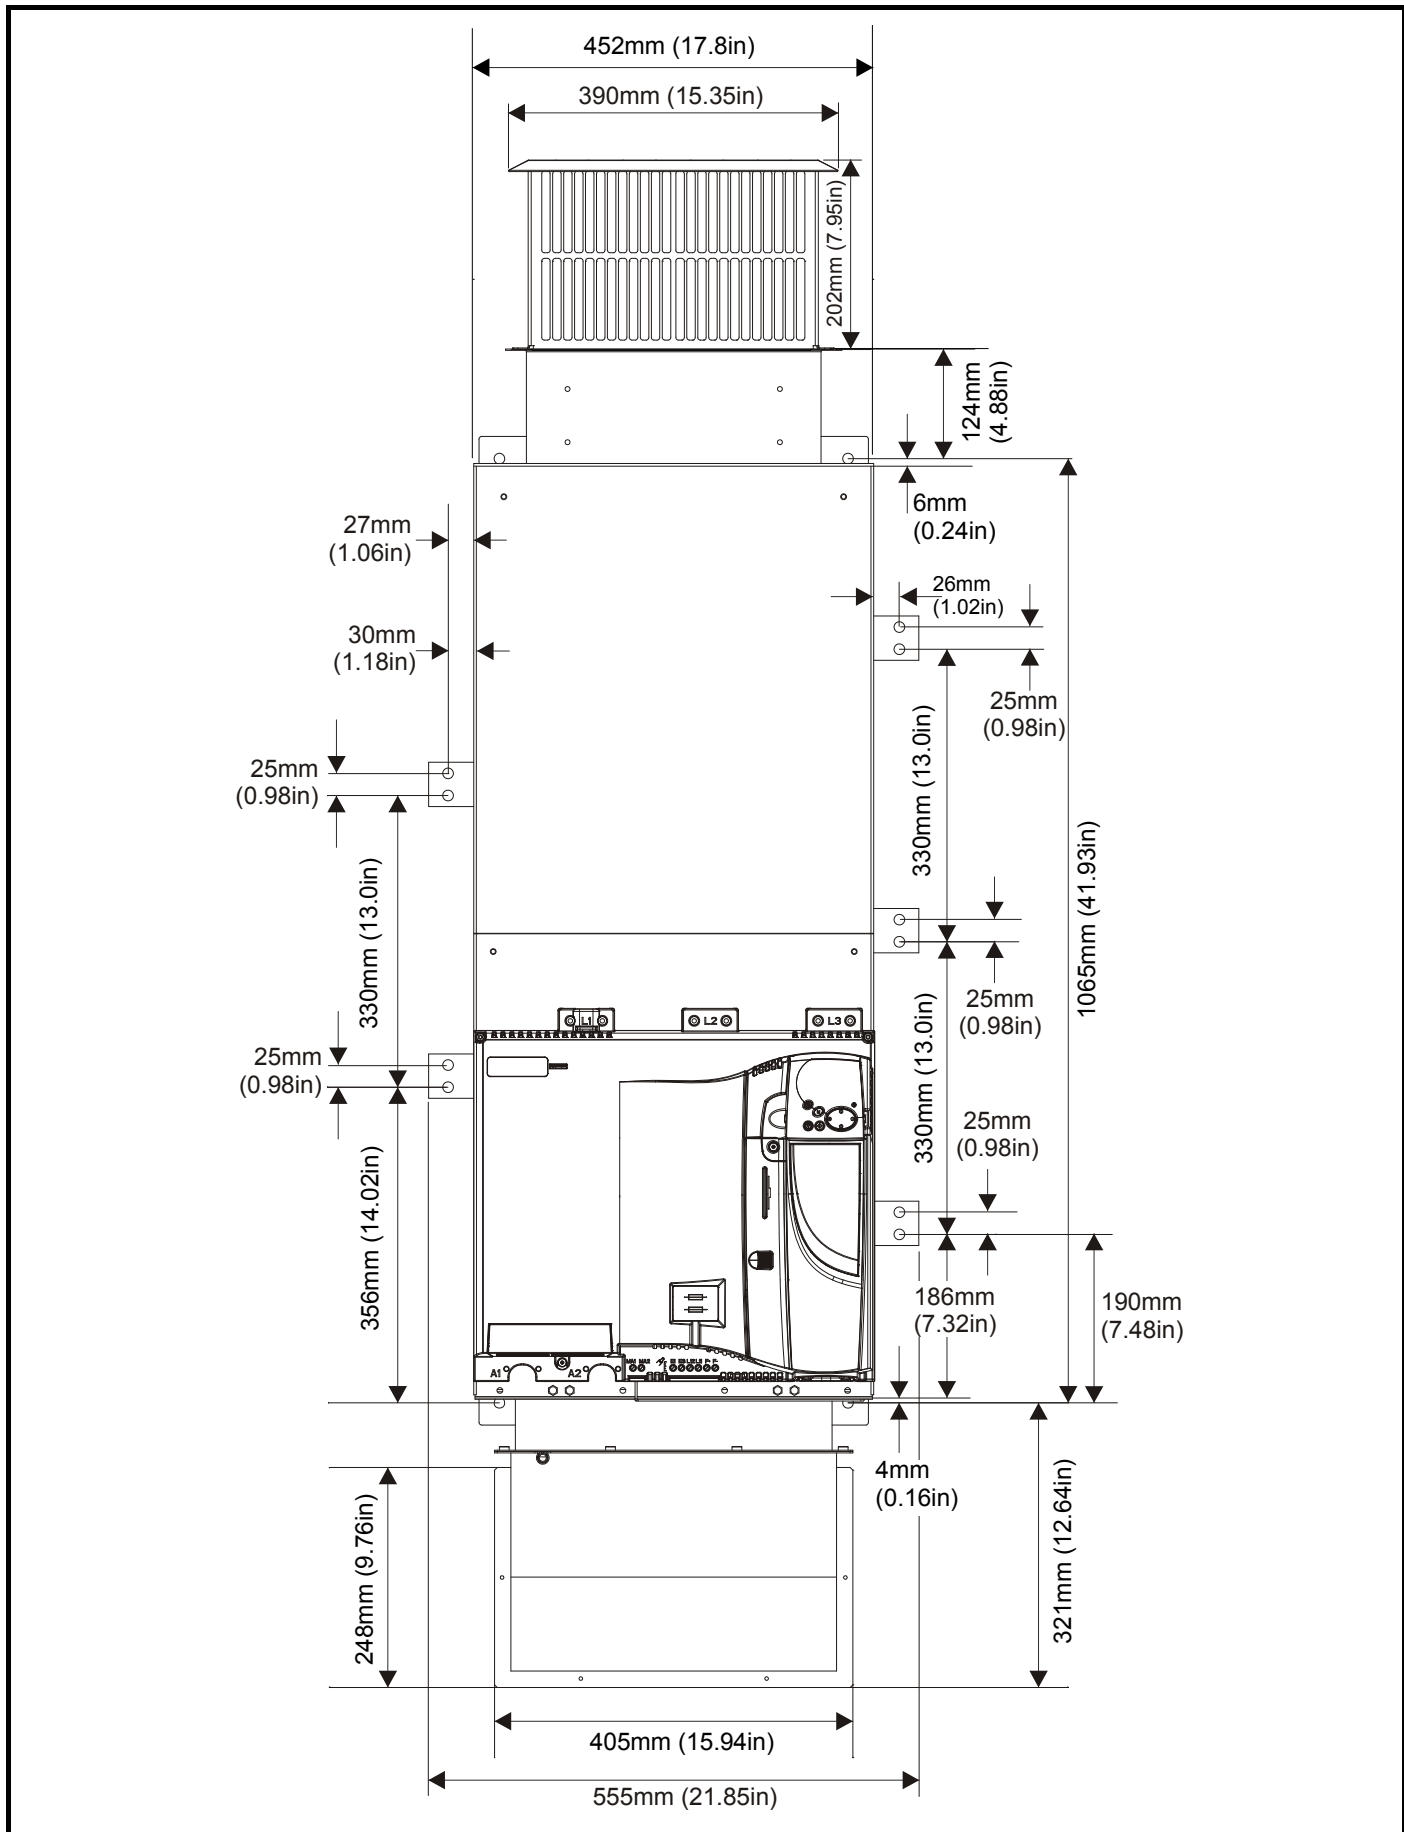 452mm (17.8in)
390mm (15.35in)
202mm (7.95in)
124mm
(4.88in)
6mm
(0.24in)
27mm
(1.06in)
26mm
(1.02in)
30mm
(1.18in)
25mm
(0.98in)
330mm (13.0in)
25mm
(0.98in)
1065mm (41.93in)
330mm (13.0in)
25mm
(0.98in)
L1
L2
L3
330mm (13.0in)
25mm
(0.98in)
25mm
(0.98in)
356mm (14.02in)
186mm
(7.32in)
190mm
(7.48in)
A1
A2
4mm
(0.16in)
248mm (9.76in)
321mm (12.64in)
405mm (15.94in)
555mm (21.85in)